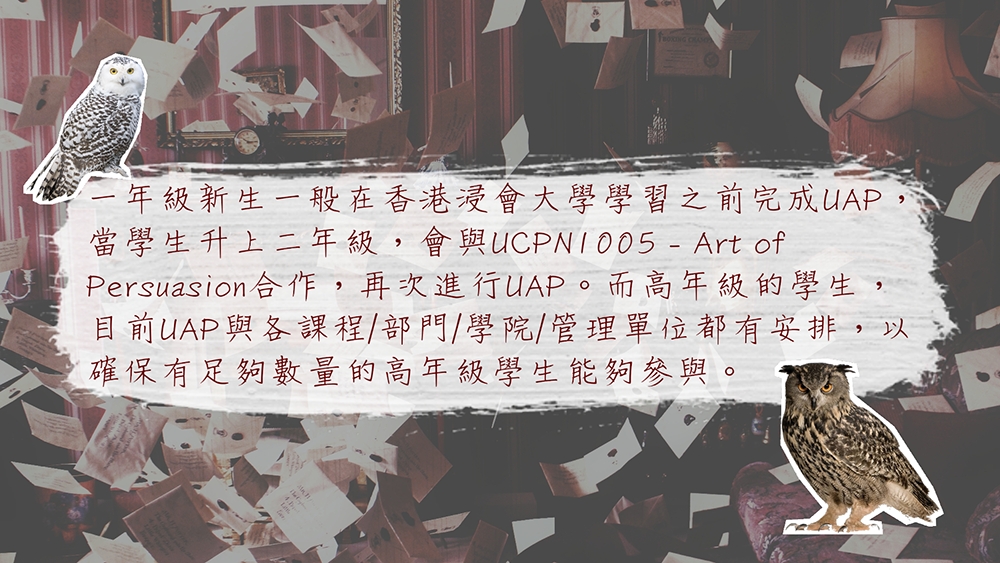 一年級新生一般在香港浸會大學學習之前完成UAP，
當學生升上二年級，會與UCPN1005 - Art of
Persuasion合作，再次進行UAP。而高年級的學生，
目前UAP與各課程/部門/學院/管理單位都有安排，以
確保有足夠數量的高年級學生能夠參與。